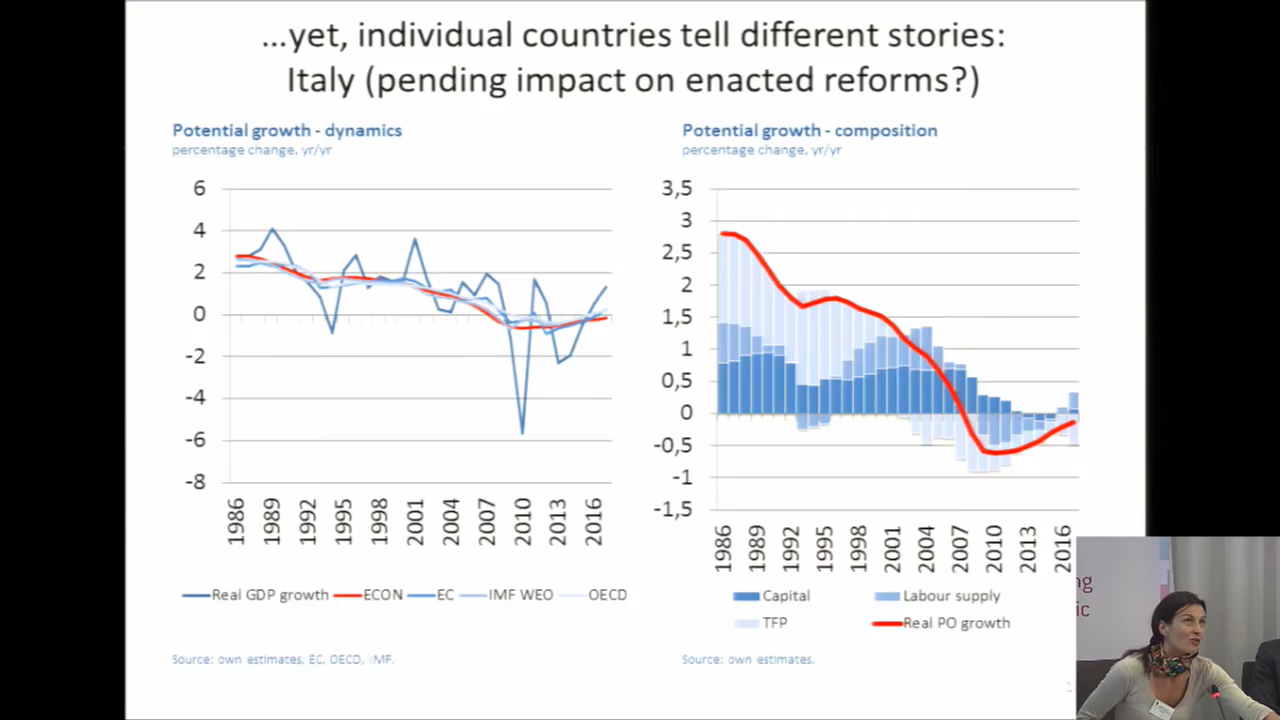 ...yet, individual countries tell different stories:
Italy (pending impact on enacted reforms?)
Potential growth - dynamics
percentage change, yr/yr
6
4
2
0
-2
-4
-6
-8
1986
1989
1992
1995
1998
2001
2004
2007
2010
2013
2016
Real GDP growth
ECON
EC
IMF WEO
OECD
Source: own estimates, EC, OECD, IMF.
Potential growth - composition
percentage change, yr/yr
3,5
3
2,5
2
1,5
1
0,5
0
-0,5
-1
-1,5
1986
1989
1992
1995
1998
2001
2004
2007
2010
2013
2016
Capital
Labour supply
TFP
Real PO growth
Source: own estimates.
ng
ic